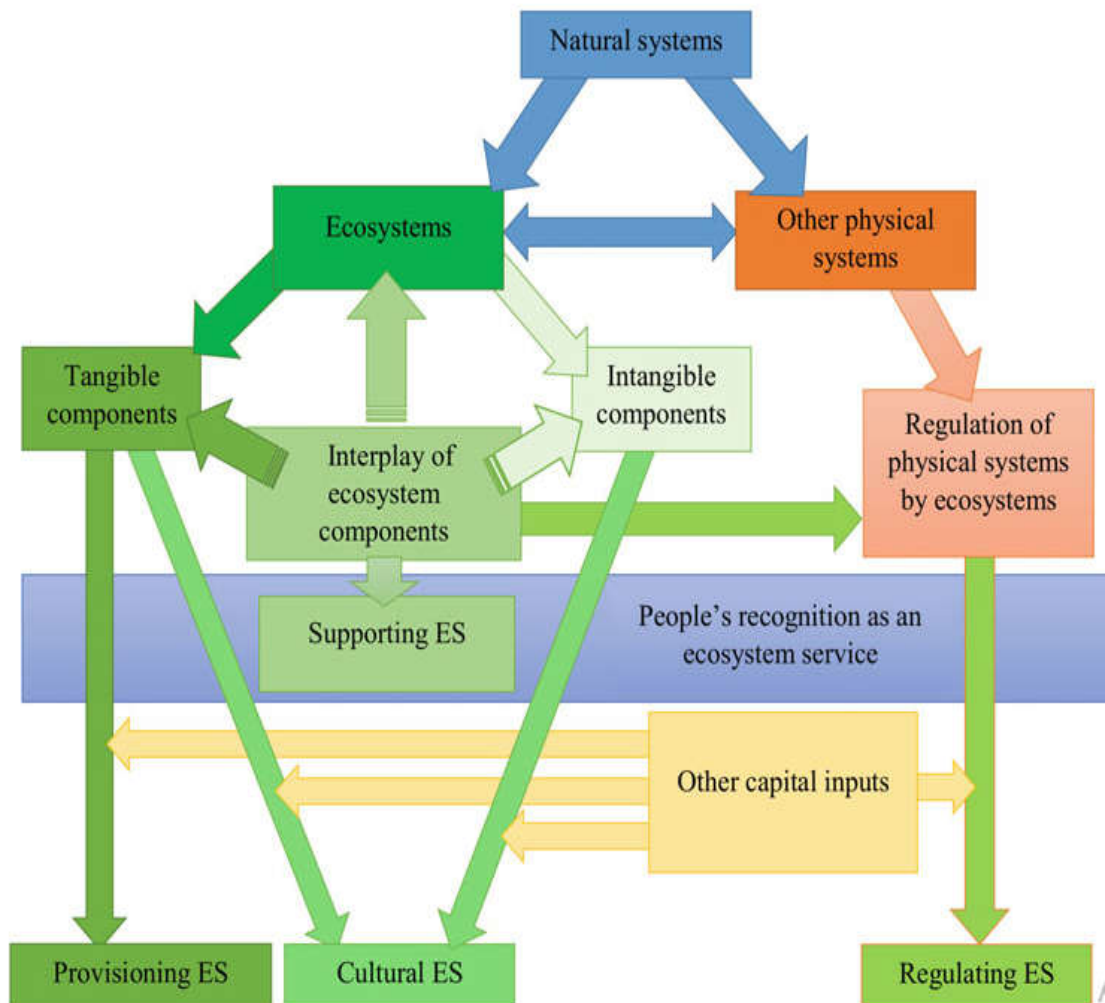 Natural systems
Ecosystems
Other physical
systems
Tangible
components
Intangible
components
Interplay of
ecosystem
components
Regulation of
physical systems
by ecosystems
People’s recognition as an
ecosystem service
Supporting ES
Other capital inputs
Provisioning ES
Cultural ES
Regulating ES